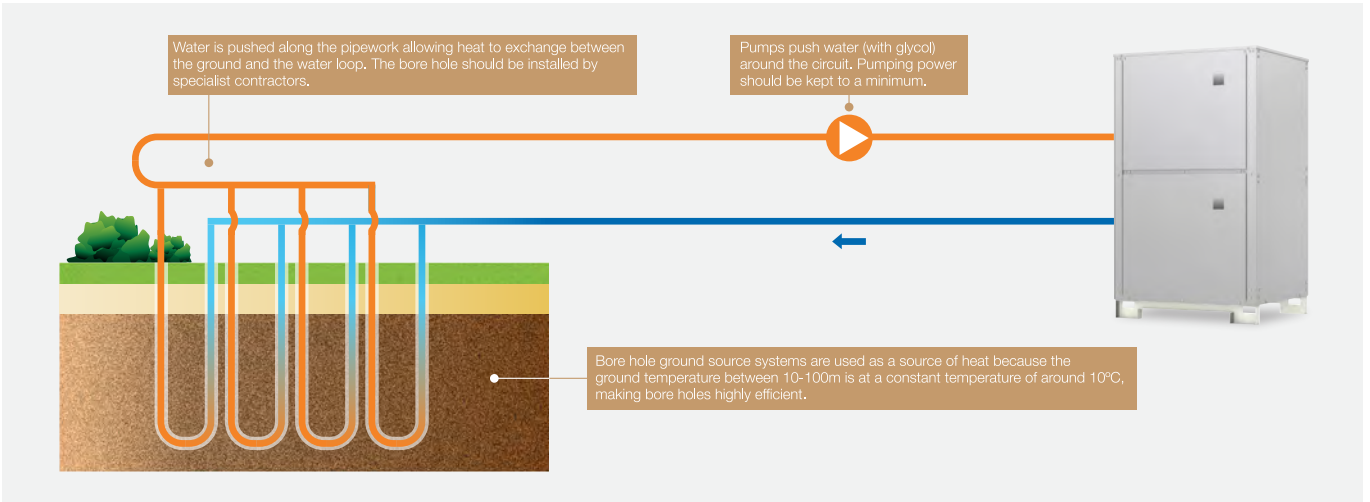 Water is pushed along the pipework allowing heat to exchange between
the ground and the water loop. The bore hole should be installed by
specialist contractors.
Pumps push water (with glycol)
around the circuit. Pumping power
should be kept to a minimum.
Bore hole ground source systems are used as a source of heat because the
ground temperature between 10-100m is at a constant temperature of around 10ºC,
making bore holes highly efficient.